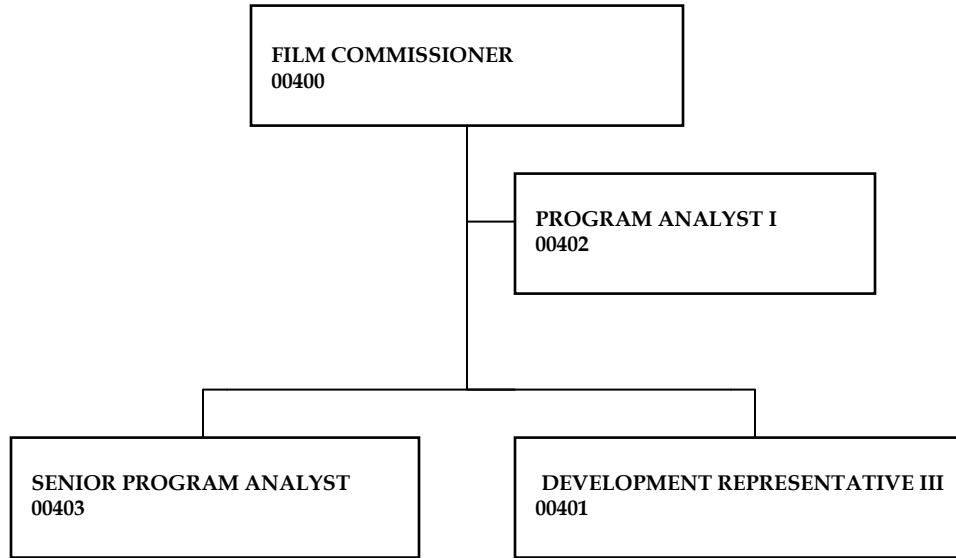 FILM COMMISSIONER
00400
PROGRAM ANALYST I
00402
SENIOR PROGRAM ANALYST
00403
DEVELOPMENT REPRESENTATIVE III
00401